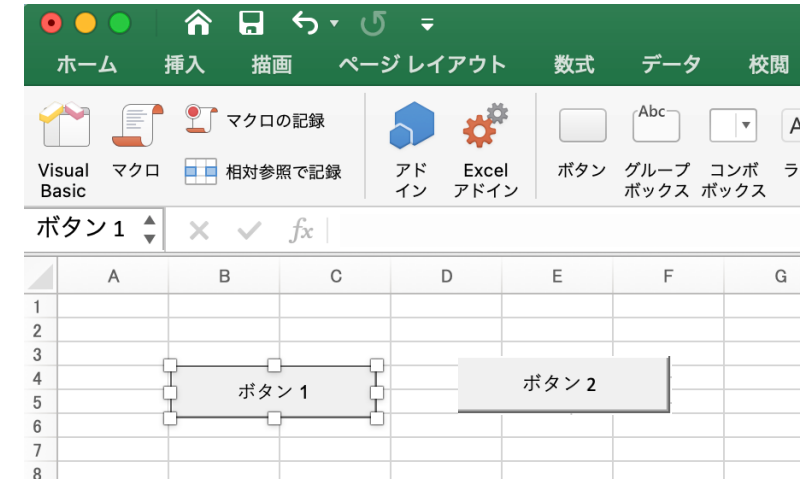 ホーム 挿入 描画 ページ レイアウト 数式 データ 校閲
Visual Basic
マクロ
マクロの記録
相対参照で記録
アドイン
Excel アドイン
ボタン
Abc
グループボックス
コンボボックス
ボタン 1
fx
A B C D E F G
1
2
3
4
5
6
7
8
ボタン 1
ボタン 2